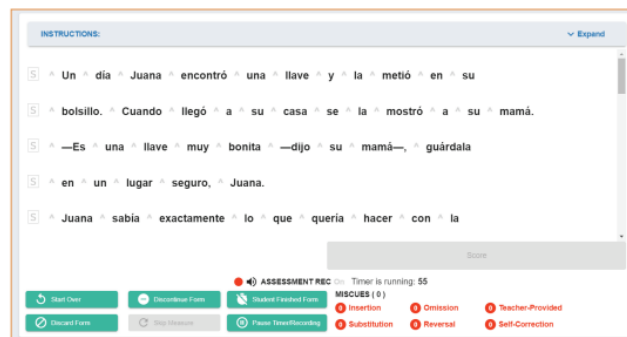 INSTRUCTIONS:
Expand
S ^ Un ^ día ^ Juana ^ encontró ^ una ^ llave ^ y ^ la ^ metió ^ en ^ su
S ^ bolsillo. ^ Cuando ^ llegó ^ a ^ su ^ casa ^ se ^ la ^ mostró ^ a ^ su ^ mamá.
S ^ —Es ^ una ^ llave ^ muy ^ bonita ^ —dijo ^ su ^ mamá—, ^ guárdala
S ^ en ^ un ^ lugar ^ seguro, ^ Juana.
S ^ Juana ^ sabía ^ exactamente ^ lo ^ que ^ quería ^ hacer ^ con ^ la
Score
ASSESSMENT REC On Timer is running: 55
Start Over
Discontinue Form
Student Finished Form
MISCUES ( 0 )
0 Insertion
0 Omission
0 Teacher-Provided
Discard Form
Skip Measure
Pause Timer/Recording
0 Substitution
0 Reversal
0 Self-Correction